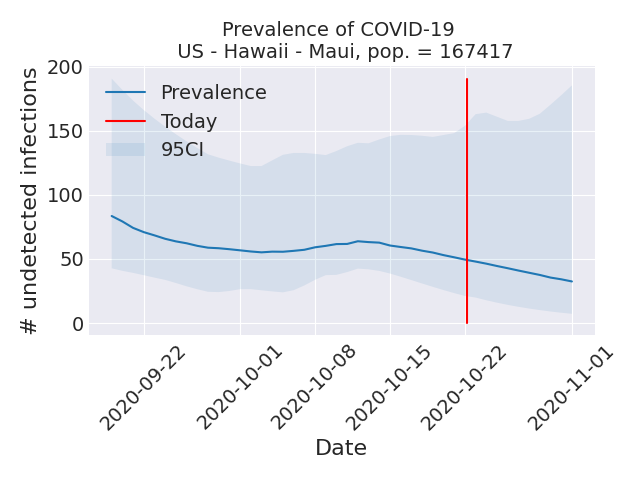 Prevalence of COVID-19
US - Hawaii - Maui, pop. = 167417
# undetected infections
200
150
100
50
0
Prevalence
Today
95CI
2020-09-22
2020-10-01
2020-10-08
2020-10-15
2020-10-22
2020-11-01
Date